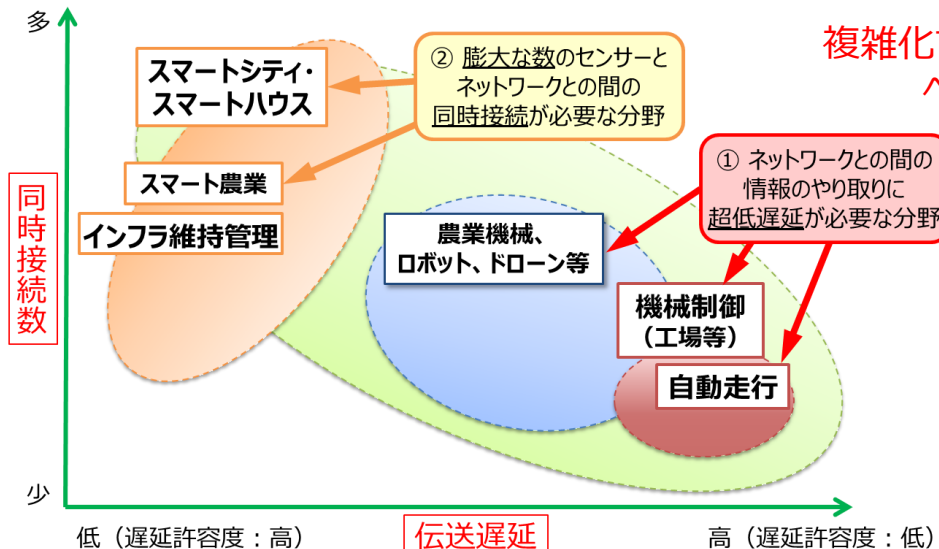 多
複雑化
スマートシティ・
スマートハウス
② 膨大な数のセンサーと
ネットワークとの間の
同時接続が必要な分野
① ネットワークとの間の
情報のやり取りに
超低遅延が必要な分野
スマート農業
インフラ維持管理
農業機械、
ロボット、ドローン等
機械制御
（工場等）
自動走行
同時接続数
少
低（遅延許容度：高）
伝送遅延
高（遅延許容度：低）